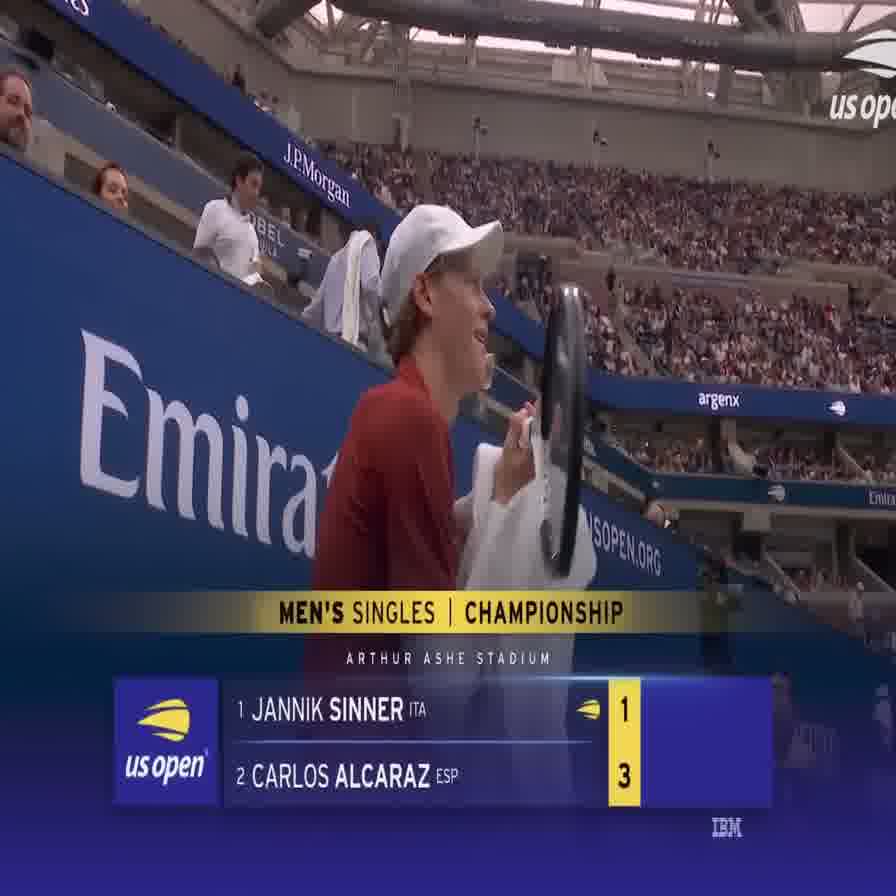 us ope
J.P.Morgan
argenx
Emira
USOPEN.ORG
MEN'S SINGLES | CHAMPIONSHIP
ARTHUR ASHE STADIUM
1 JANNIK SINNER ITA 1
us open
2 CARLOS ALCARAZ ESP 3
IBM